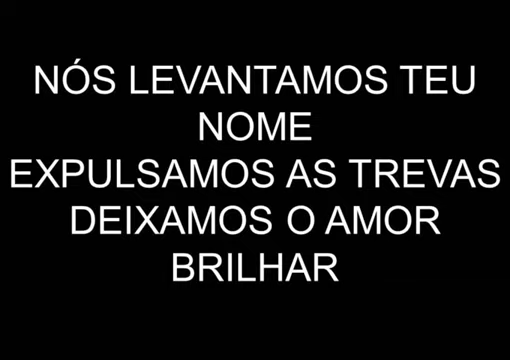 NÓS LEVANTAMOS TEU
NOME
EXPULSAMOS AS TREVAS
DEIXAMOS O AMOR
BRILHAR